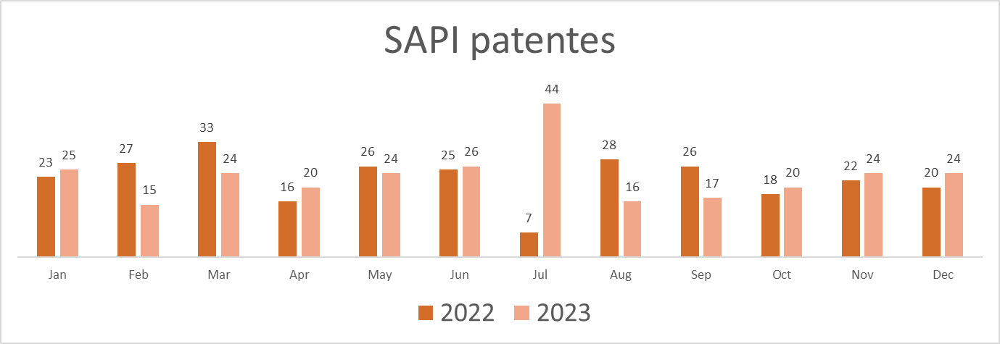 SAPI patentes
23 25 27 15 33 24 16 20 26 24 25 26 7 44 28 16 26 17 18 20 22 24 20 24
Jan Feb Mar Apr May Jun Jul Aug Sep Oct Nov Dec
2022 2023